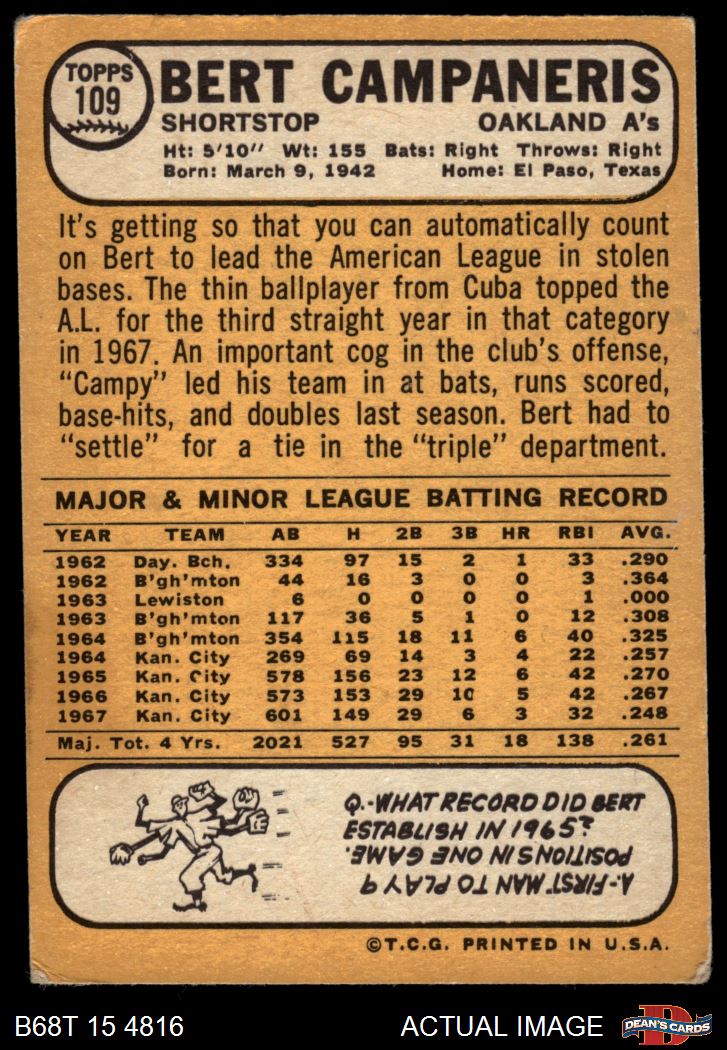 TOPPS
109
BERT CAMPANERIS
SHORTSTOP OAKLAND A's
Ht: 5'10" Wt: 155 Bats: Right Throws: Right
Born: March 9, 1942 Home: El Paso, Texas
It's getting so that you can automatically count
on Bert to lead the American League in stolen
bases. The thin ballplayer from Cuba topped the
A.L. for the third straight year in that category
in 1967. An important cog in the club's offense,
"Campy" led his team in at bats, runs scored,
base-hits, and doubles last season. Bert had to
"settle" for a tie in the "triple" department.
MAJOR & MINOR LEAGUE BATTING RECORD
YEAR TEAM AB H 2B 3B HR RBI AVG.
1962 Day. Bch. 334 97 15 2 1 33 .290
1962 B'gh'mton 44 16 3 0 0 3 .364
1963 Lewiston 6 0 0 0 0 1 .000
1963 B'gh'mton 117 36 5 1 0 12 .308
1964 B'gh'mton 354 115 18 11 6 40 .325
1964 Kan. City 269 69 14 3 4 22 .257
1965 Kan. City 578 156 23 12 6 42 .270
1966 Kan. City 573 153 29 10 5 42 .267
1967 Kan. City 601 149 29 6 3 32 .248
Maj. Tot. 4 Yrs. 2021 527 95 31 18 138 .261
Q.-WHAT RECORD DID BERT
ESTABLISH IN 1965?
A.-FIRST MAN TO PLAY 9
POSITIONS IN ONE GAME.
©T.C.G. PRINTED IN U.S.A.
B68T 15 4816 ACTUAL IMAGE
D
DEAN'S CARDS